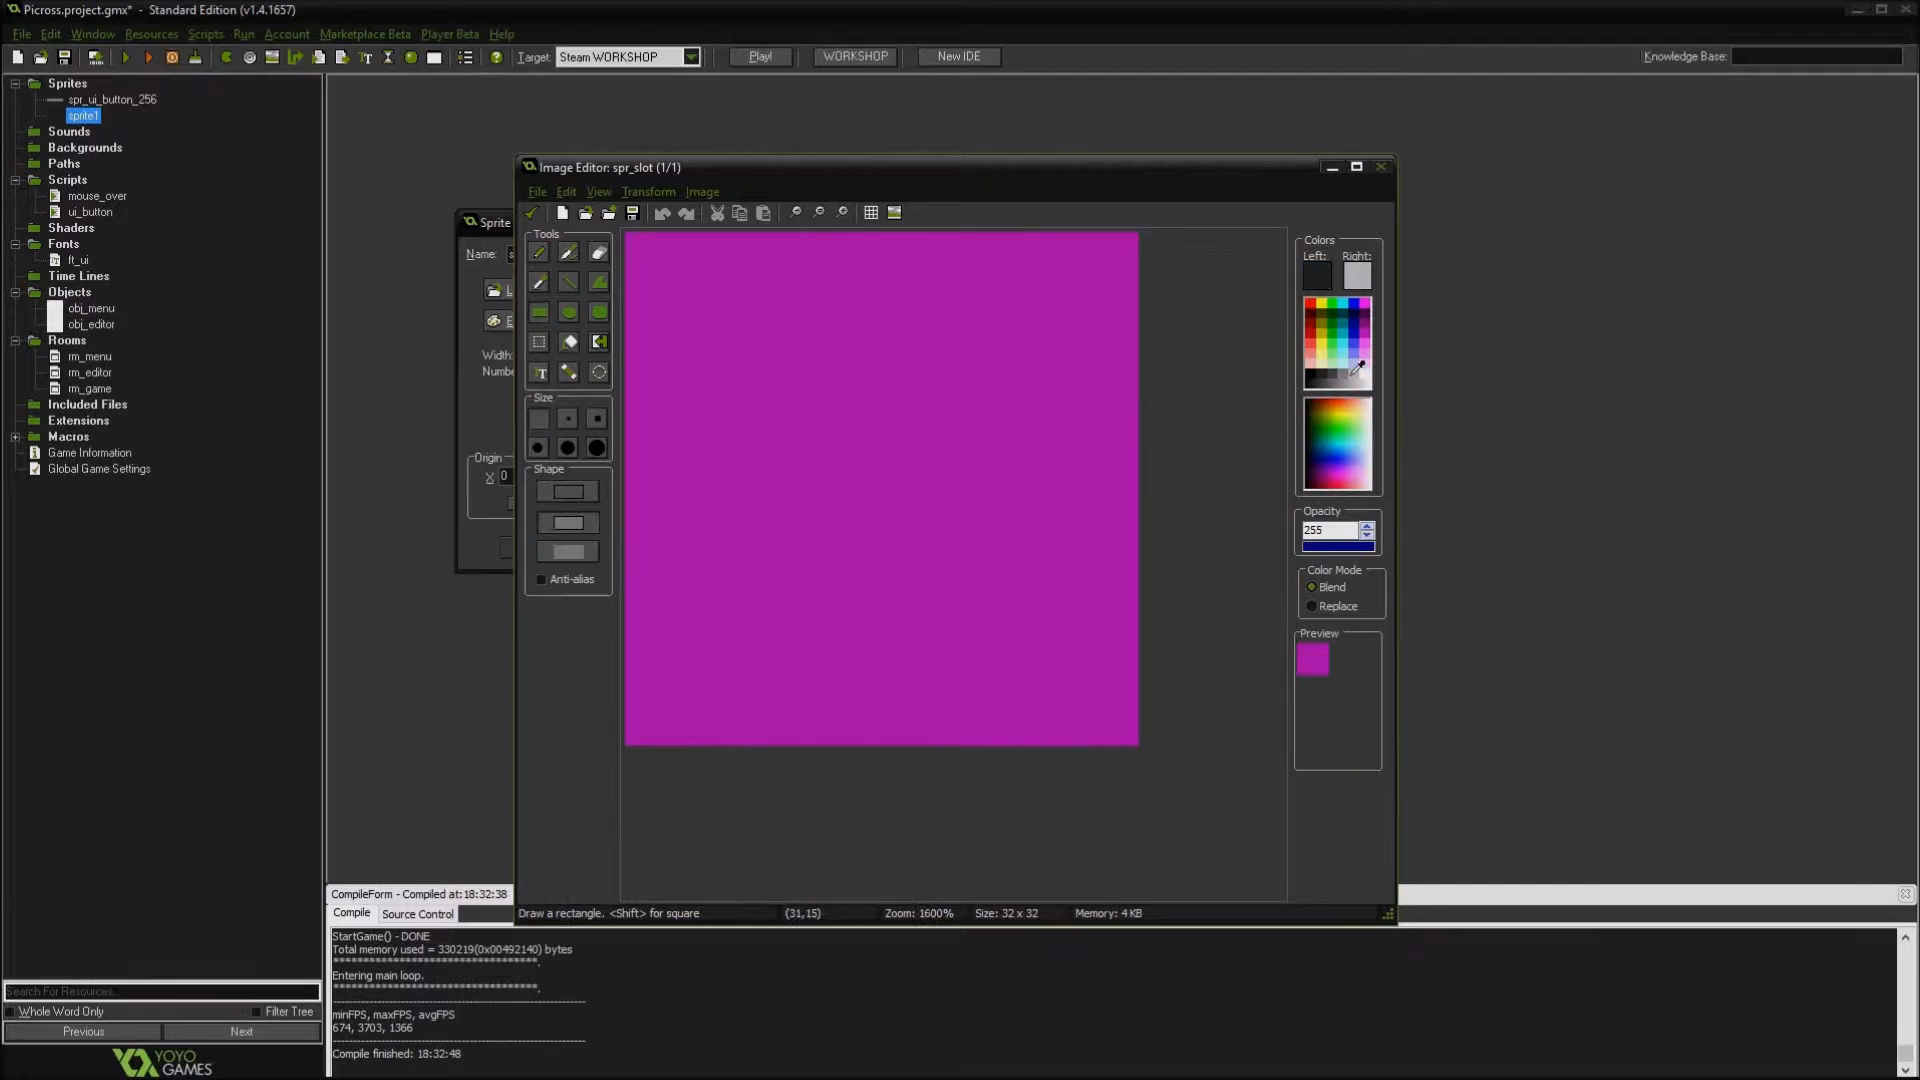 Picross.project.gmx* - Standard Edition (v1.4.1657)
File Edit Window Resources Scripts Run Account Marketplace Beta Player Beta Help
Target: Steam WORKSHOP Play! WORKSHOP New IDE Knowledge Base:
Sprites
spr_ui_button_256
sprite1
Sounds
Backgrounds
Paths
Scripts
mouse_over
ui_button
Shaders
Fonts
ft_ui
Time Lines
Objects
obj_menu
obj_editor
Rooms
rm_menu
rm_editor
rm_game
Included Files
Extensions
Macros
Game Information
Global Game Settings
Search For Resources...
Whole Word Only Filter Tree
Previous Next
YOYO
GAMES
Sprite
Name: s
L
E
Width:
Numbe
Origin
X 0
Image Editor: spr_slot (1/1)
File Edit View Transform Image
Tools
Size
Shape
Anti-alias
Colors
Left: Right:
Opacity
255
Color Mode
Blend
Replace
Preview
Draw a rectangle. <Shift> for square (31,15) Zoom: 1600% Size: 32 x 32 Memory: 4 KB
CompileForm - Compiled at:18:32:38
Compile Source Control
StartGame() - DONE
Total memory used = 330219(0x00492140) bytes
**********************************.
Entering main loop.
**********************************.
minFPS, maxFPS, avgFPS
674, 3703, 1366
Compile finished: 18:32:48